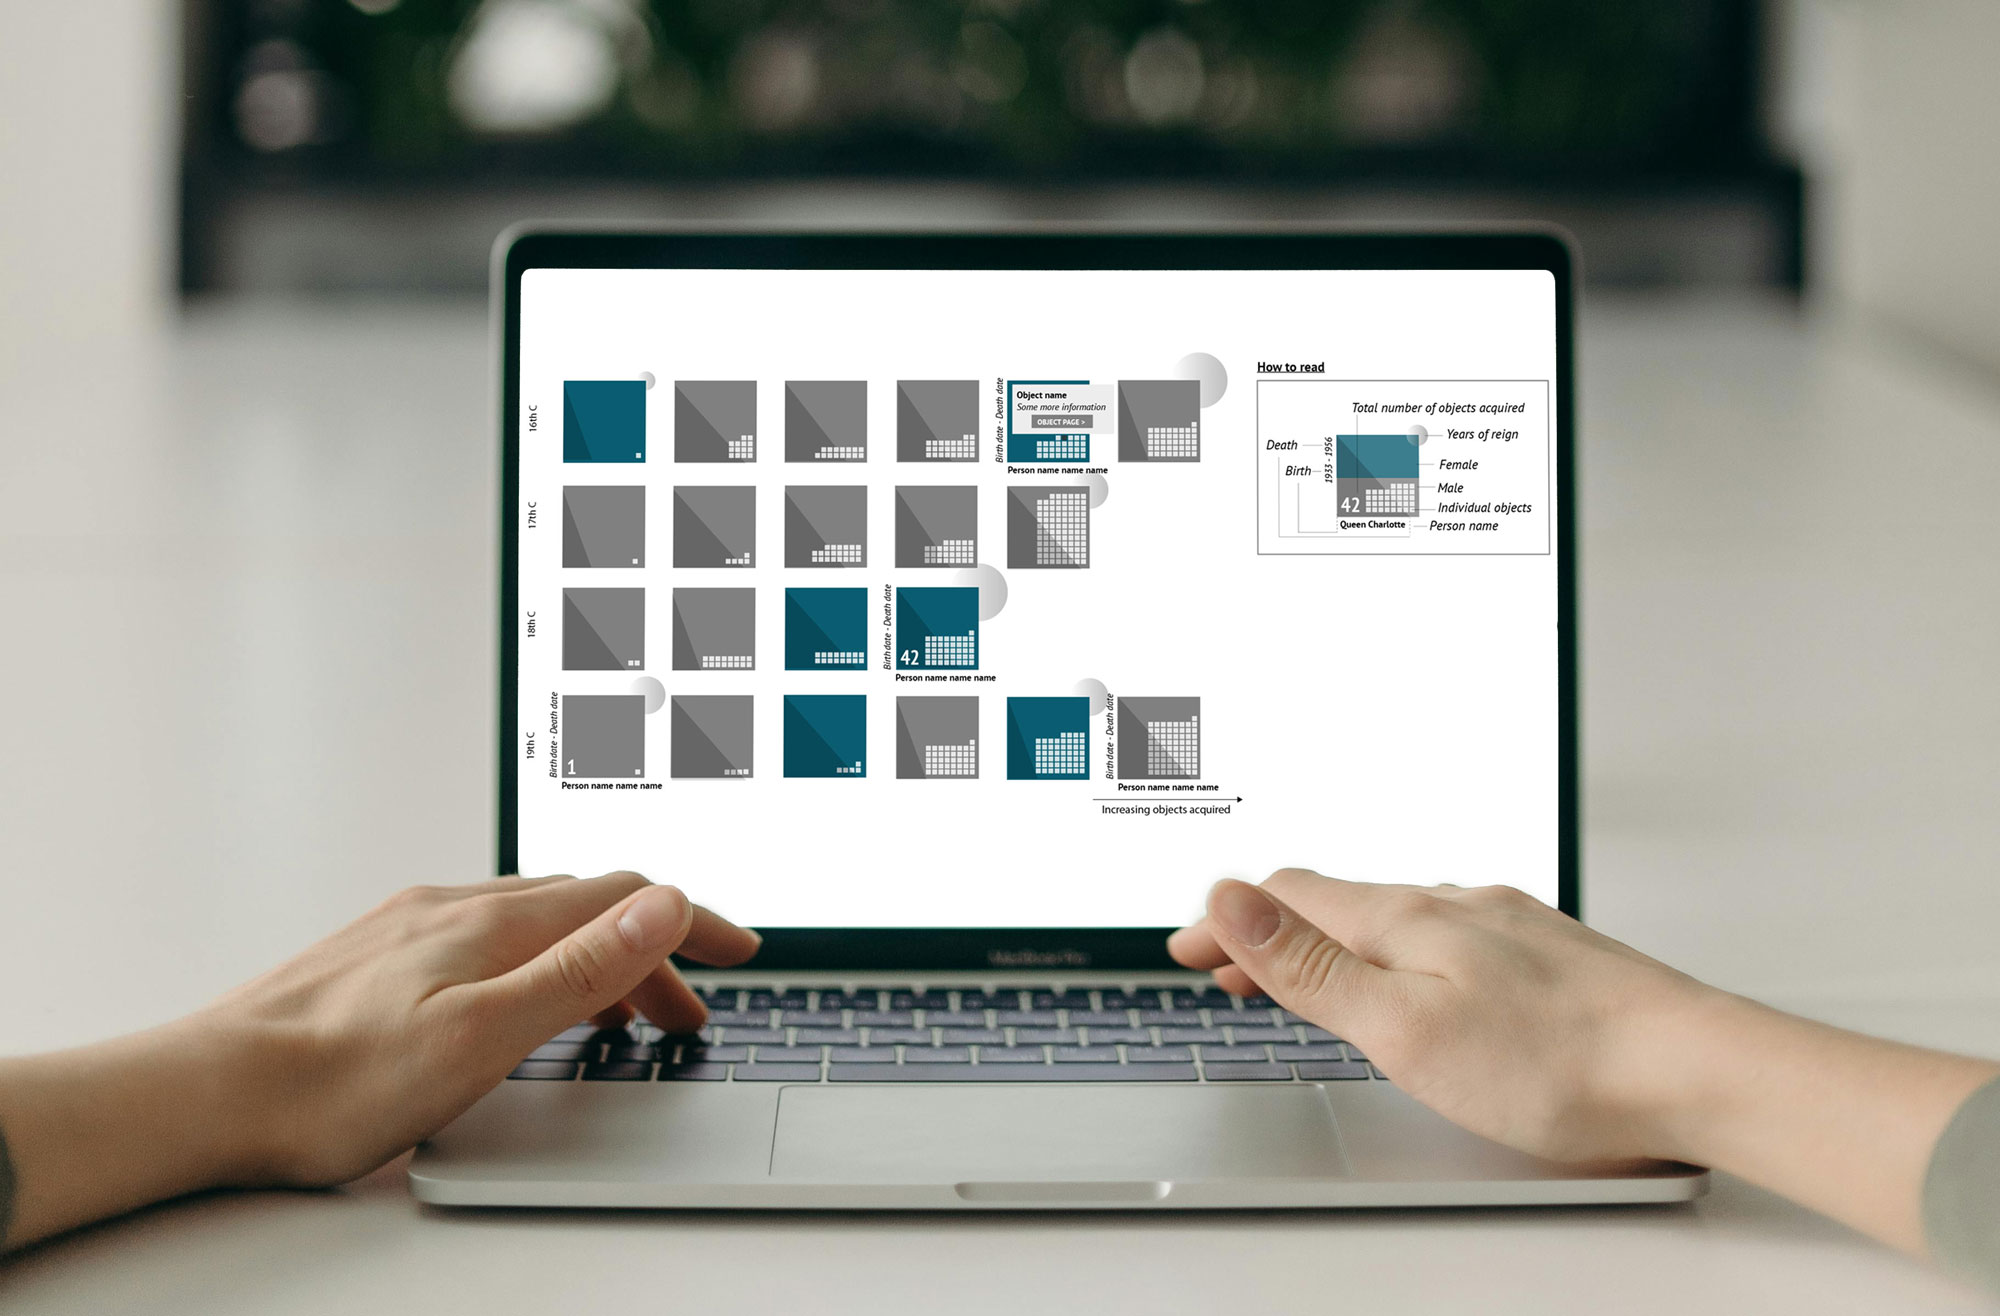 How to read
Total number of objects acquired
Years of reign
Death
Birth
1933 - 1956
Female
Male
42
Individual objects
Queen Charlotte
Person name
16th C
Birth date - Death date
Object name
Some more information
OBJECT PAGE >
Person name name name
17th C
18th C
Birth date - Death date
42
Person name name name
19th C
Birth date - Death date
1
Person name name name
Birth date - Death date
Person name name name
Increasing objects acquired
MacBook Pro